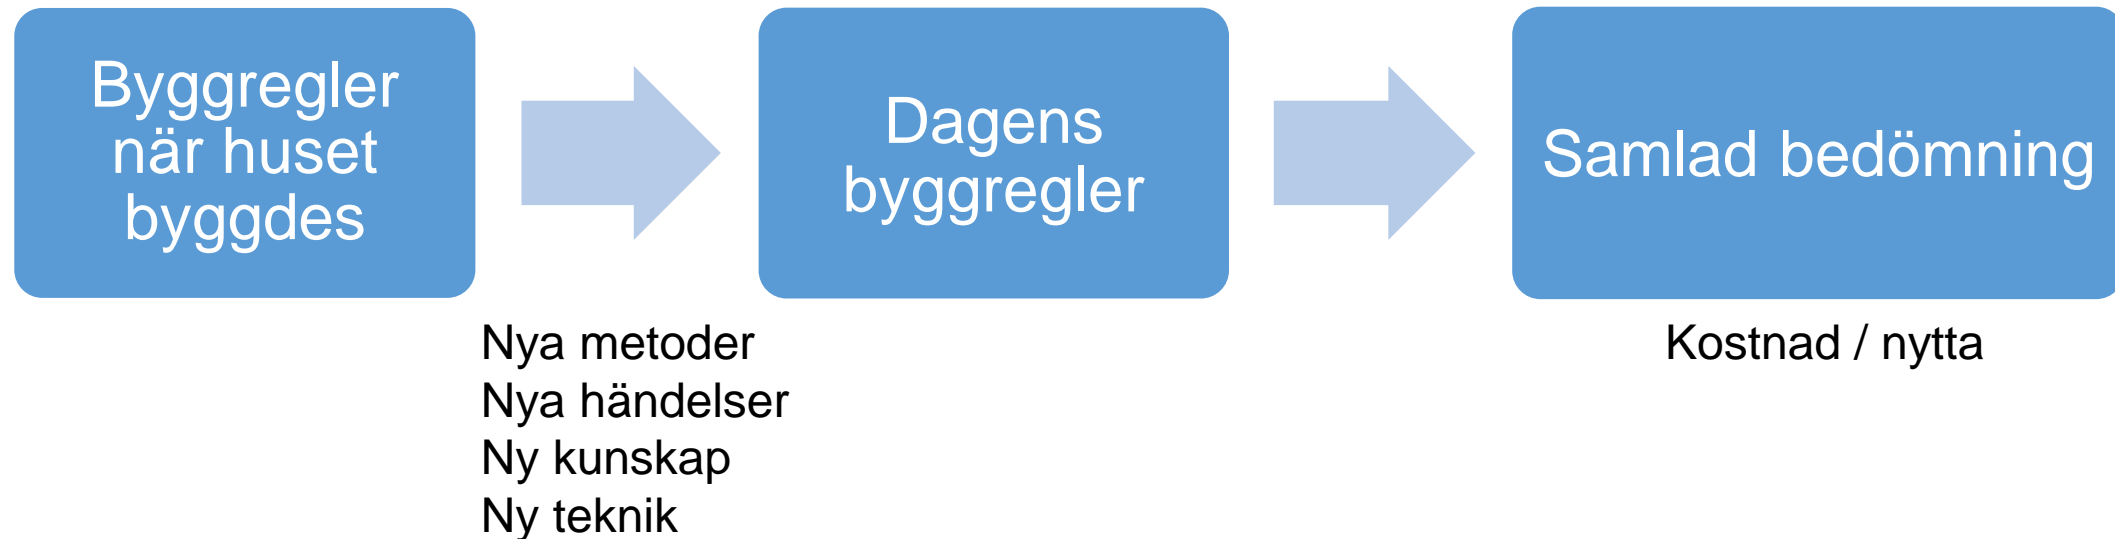 Byggregler
när huset
byggdes
Dagens
byggregler
Samlad bedömning
Nya metoder
Nya händelser
Ny kunskap
Ny teknik
Kostnad / nytta